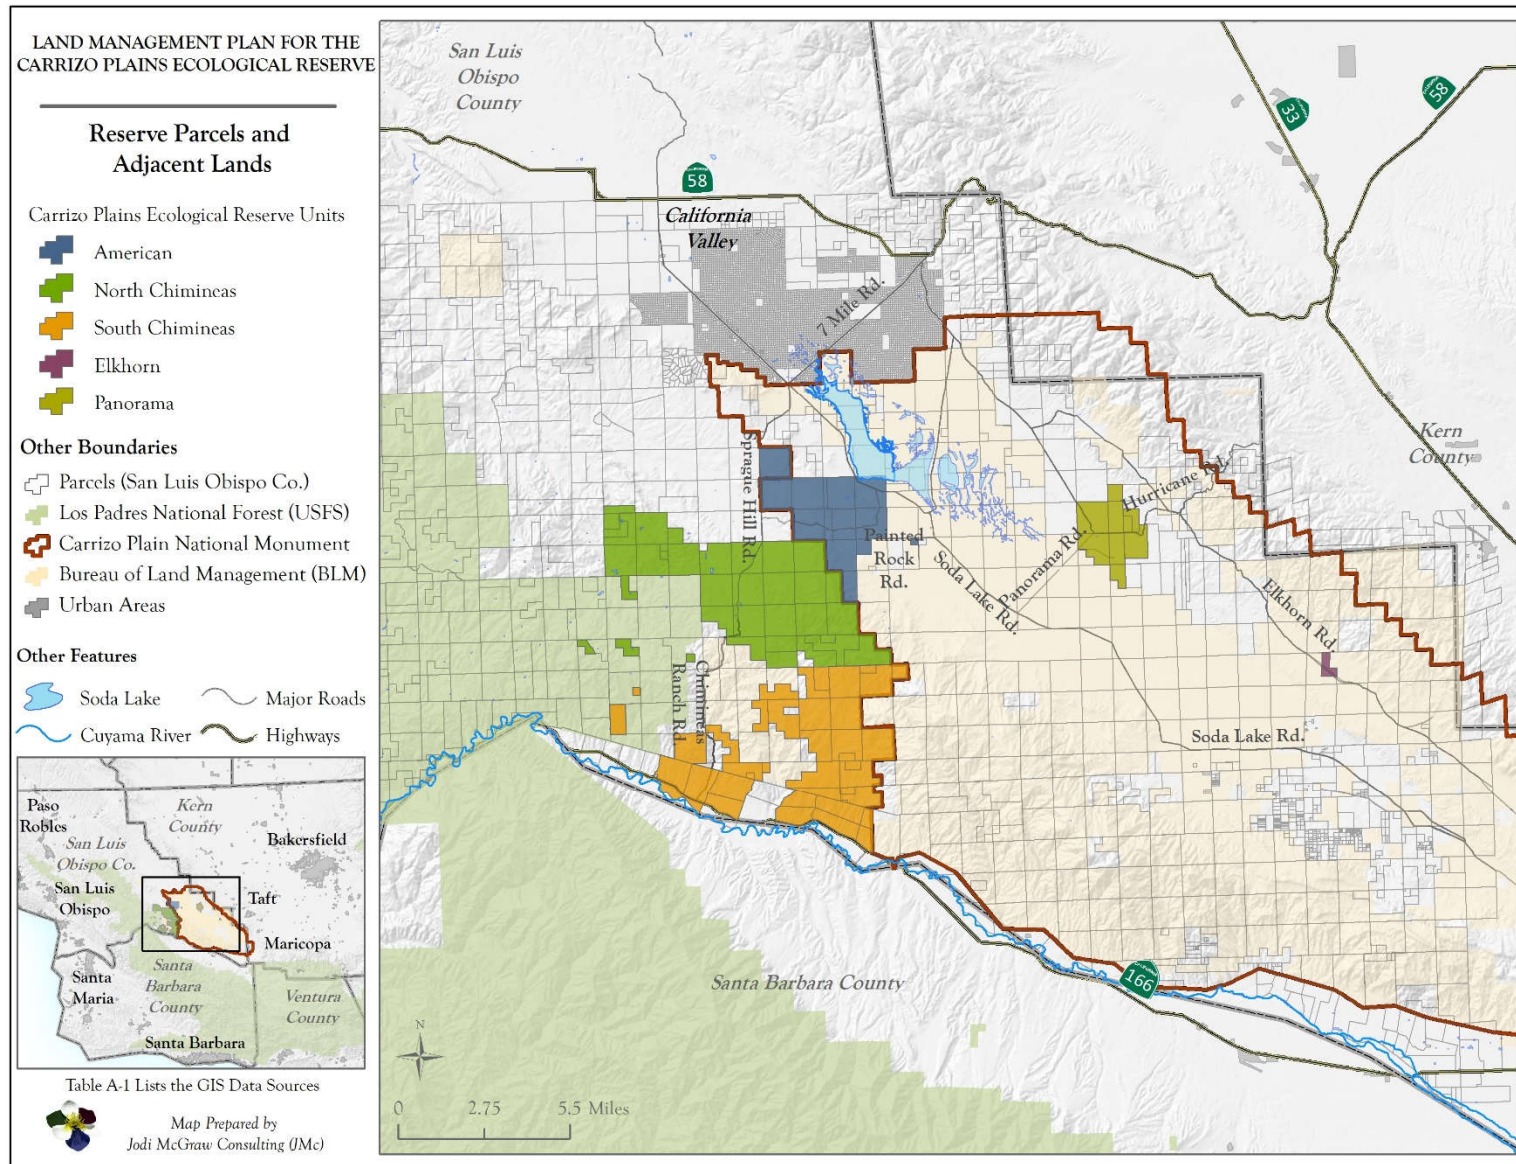 LAND MANAGEMENT PLAN FOR THE
CARRIZO PLAINS ECOLOGICAL RESERVE
Reserve Parcels and
Adjacent Lands
Carrizo Plains Ecological Reserve Units
American
North Chimineas
South Chimineas
Elkhorn
Panorama
Other Boundaries
Parcels (San Luis Obispo Co.)
Los Padres National Forest (USFS)
Carrizo Plain National Monument
Bureau of Land Management (BLM)
Urban Areas
Other Features
Soda Lake
Major Roads
Cuyama River
Highways
Paso
Robles
Kern
County
San Luis
Obispo Co.
Bakersfield
San Luis
Obispo
Taft
Maricopa
Santa
Maria
Santa
Barbara
County
Ventura
County
Santa Barbara
Table A-1 Lists the GIS Data Sources
Map Prepared by
Jodi McGraw Consulting (JMc)
San Luis
Obispo
County
58
33
58
California
Valley
7 Mile Rd.
Kern
County
Sprague Hill Rd.
Hurricane Rd.
Painted
Rock
Rd.
Soda Lake Rd.
Panorama Rd.
Elkhorn Rd.
Chimineas
Ranch Rd.
Soda Lake Rd.
Santa Barbara County
166
N
0 2.75 5.5 Miles